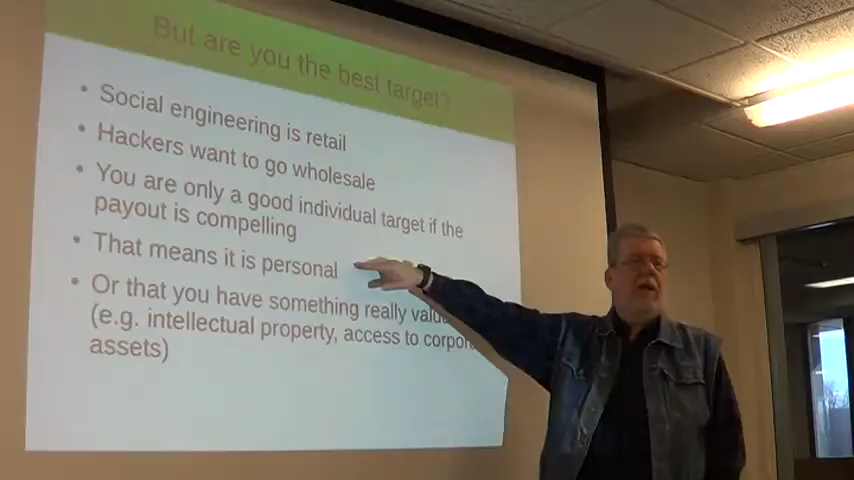 But are you the best target?
• Social engineering is retail
• Hackers want to go wholesale
• You are only a good individual target if the
payout is compelling
• That means it is personal
• Or that you have something really
(e.g. intellectual property, access to
assets)